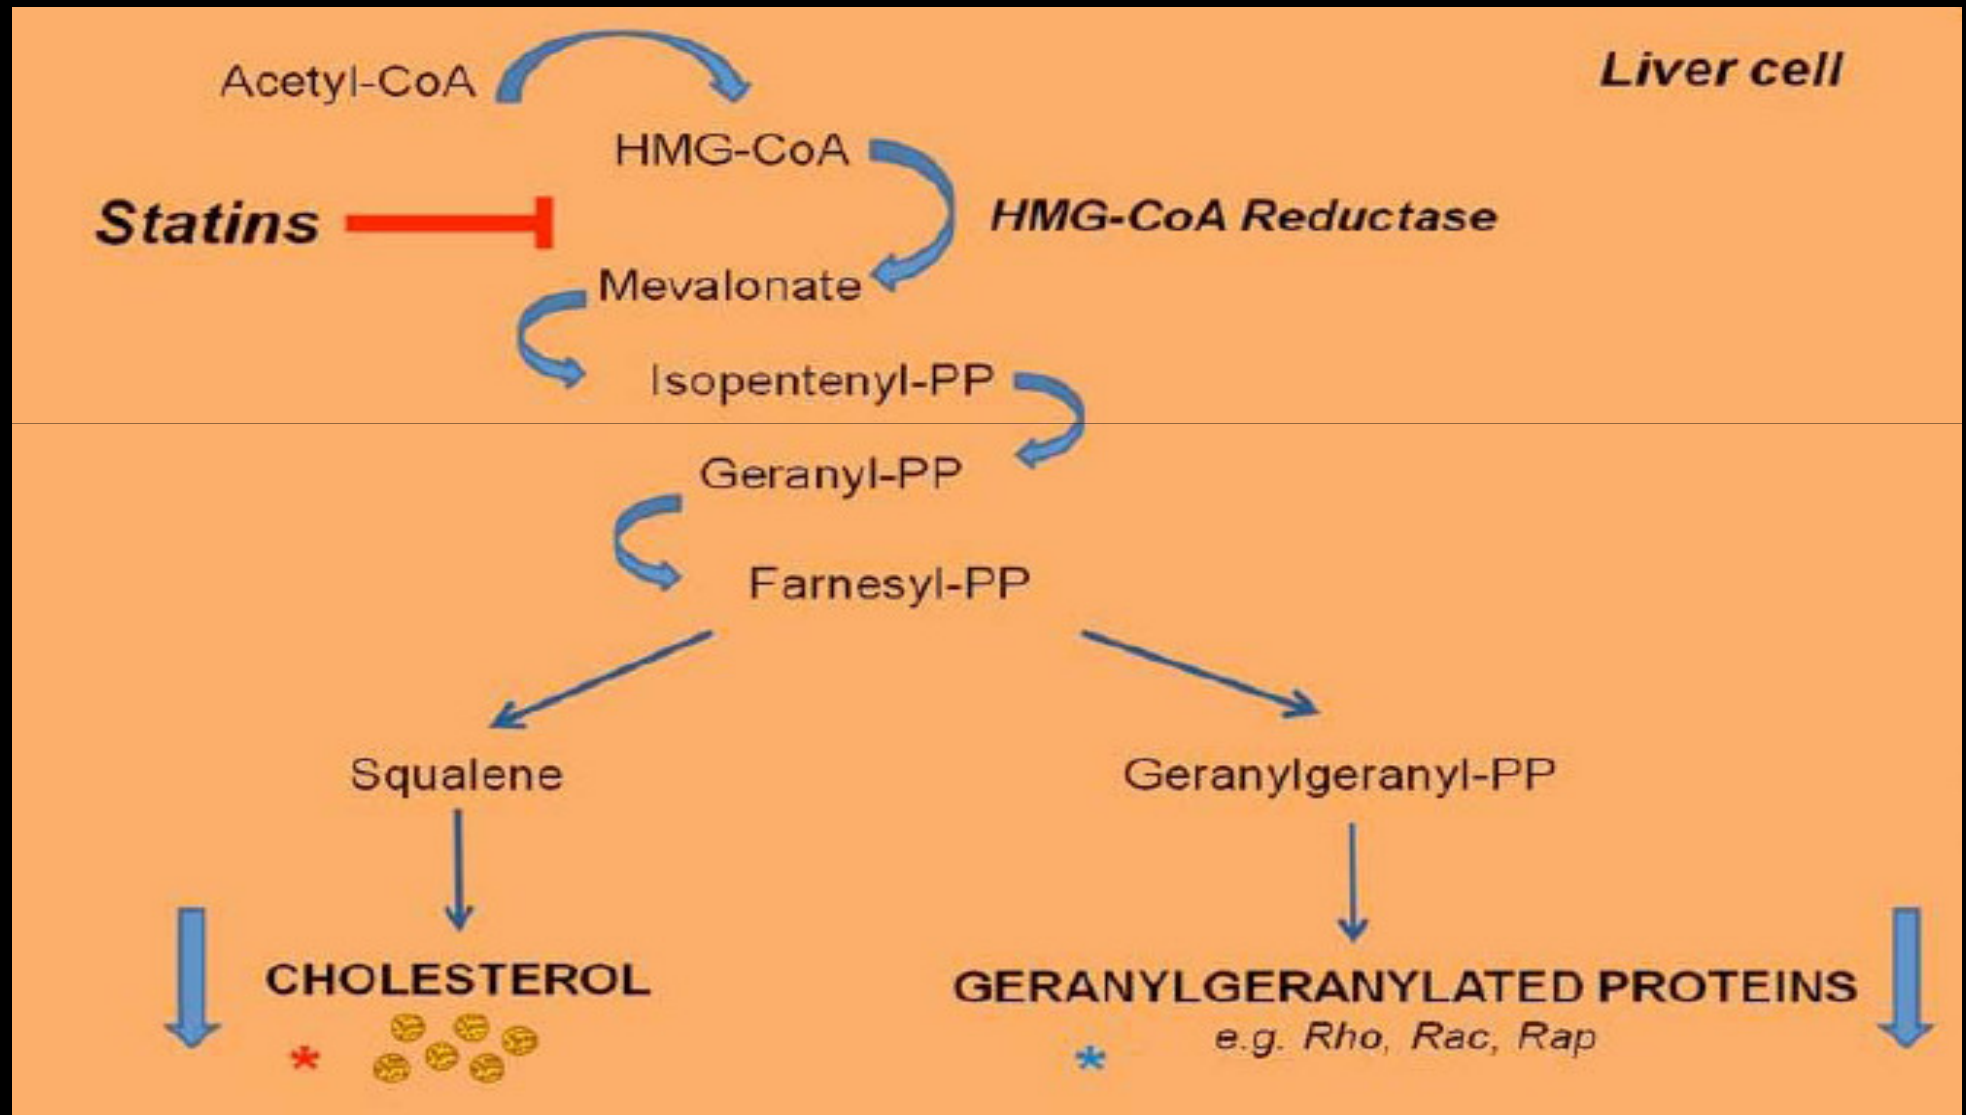 Acetyl-CoA
Liver cell
HMG-CoA
Statins
HMG-CoA Reductase
Mevalonate
Isopentenyl-PP
Geranyl-PP
Farnesyl-PP
Squalene
Geranylgeranyl-PP
CHOLESTEROL
*
GERANYLGERANYLATED PROTEINS
e.g. Rho, Rac, Rap
*